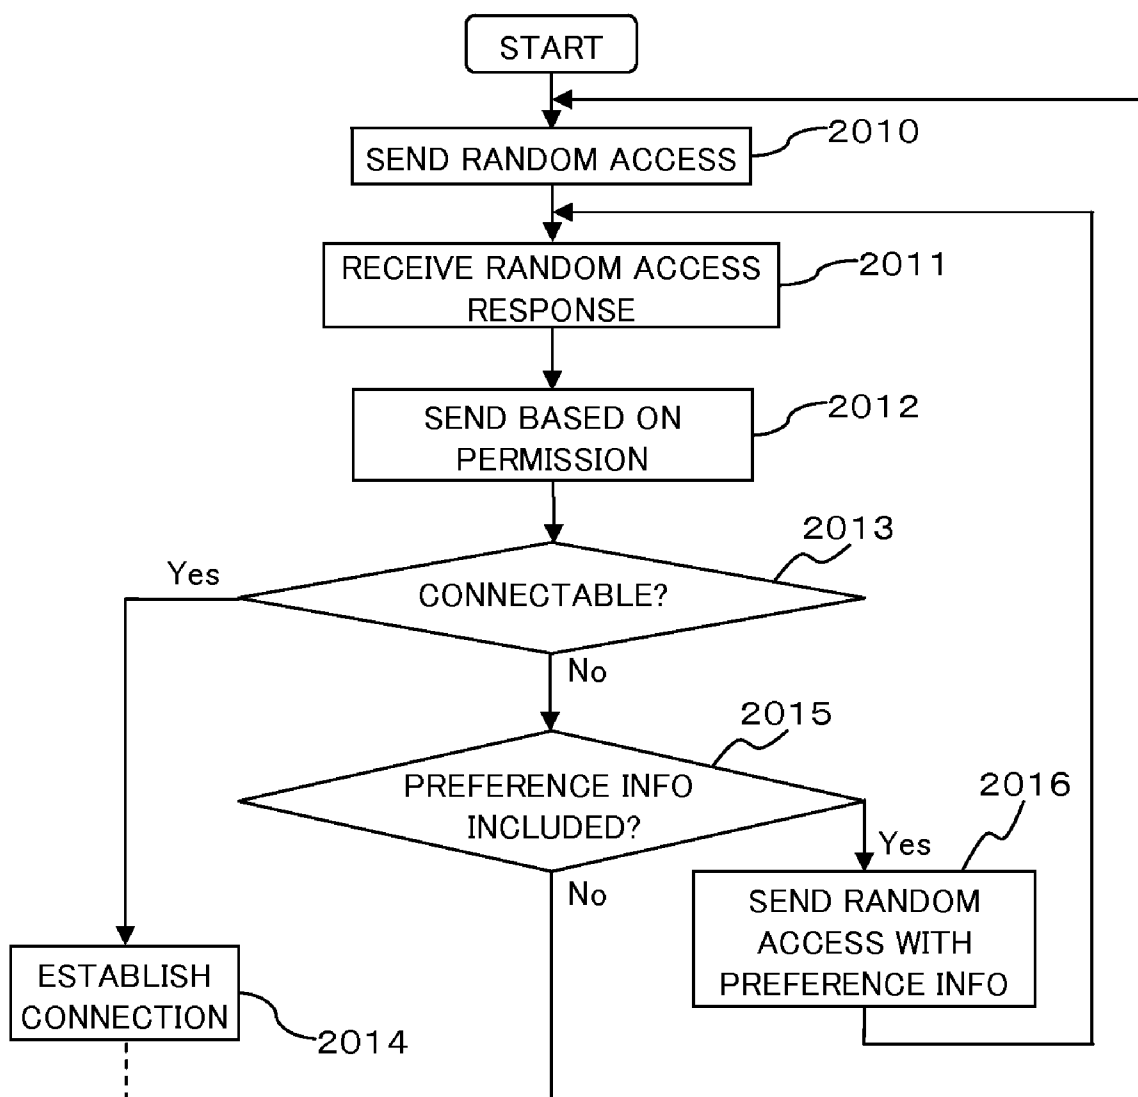 START
2010
SEND RANDOM ACCESS
2011
RECEIVE RANDOM ACCESS
RESPONSE
2012
SEND BASED ON
PERMISSION
2013
Yes
CONNECTABLE?
No
2015
PREFERENCE INFO
INCLUDED?
2016
Yes
No
SEND RANDOM
ACCESS WITH
PREFERENCE INFO
ESTABLISH
CONNECTION
2014